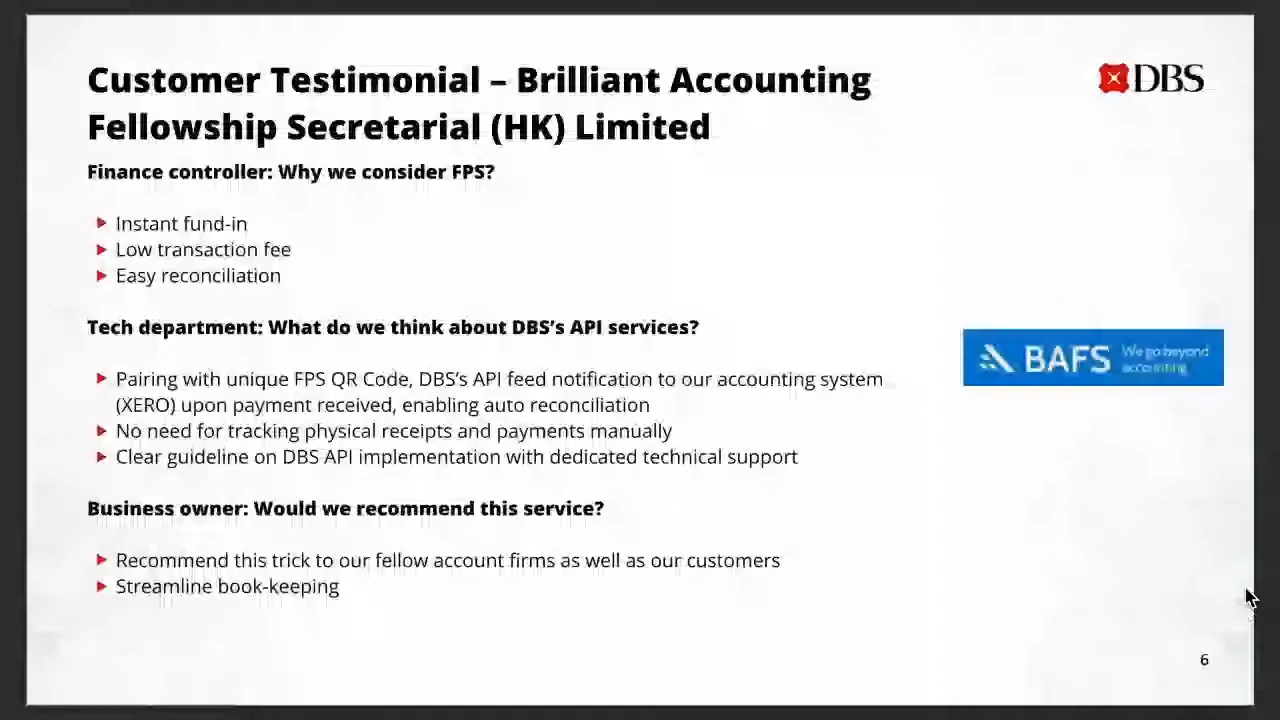 Customer Testimonial – Brilliant Accounting
Fellowship Secretarial (HK) Limited
DBS
Finance controller: Why we consider FPS?
Instant fund-in
Low transaction fee
Easy reconciliation
Tech department: What do we think about DBS's API services?
Pairing with unique FPS QR Code, DBS's API feed notification to our accounting system
(XERO) upon payment received, enabling auto reconciliation
No need for tracking physical receipts and payments manually
Clear guideline on DBS API implementation with dedicated technical support
BAFS
We go beyond
accounting
Business owner: Would we recommend this service?
Recommend this trick to our fellow account firms as well as our customers
Streamline book-keeping
6